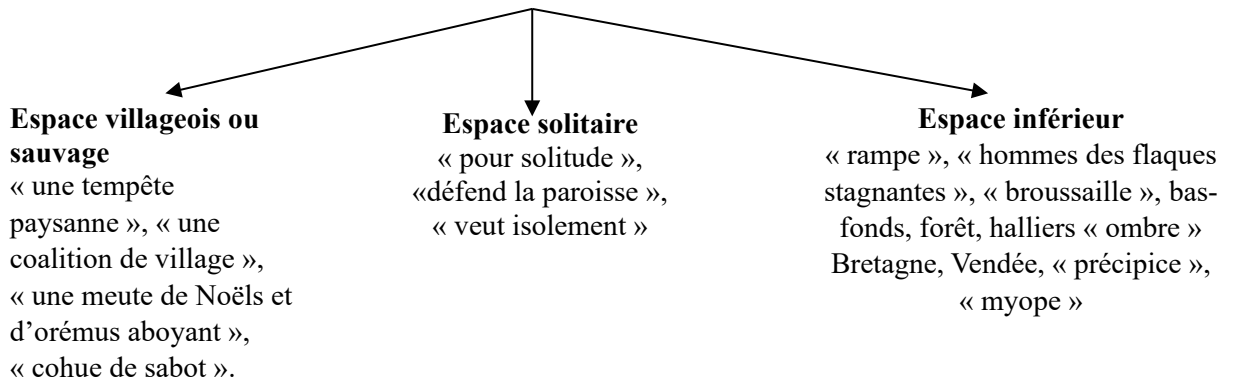 Espace villageois ou
sauvage
« une tempête
paysanne », « une
coalition de village »,
« une meute de Noëls et
d’orémus aboyant »,
« cohue de sabot ».
Espace solitaire
« pour solitude »,
«défend la paroisse »,
« veut isolement »
Espace inférieur
« rampe », « hommes des flaques
stagnantes », « broussaille », bas-
fonds, forêt, halliers « ombre »
Bretagne, Vendée, « précipice »,
« myope »